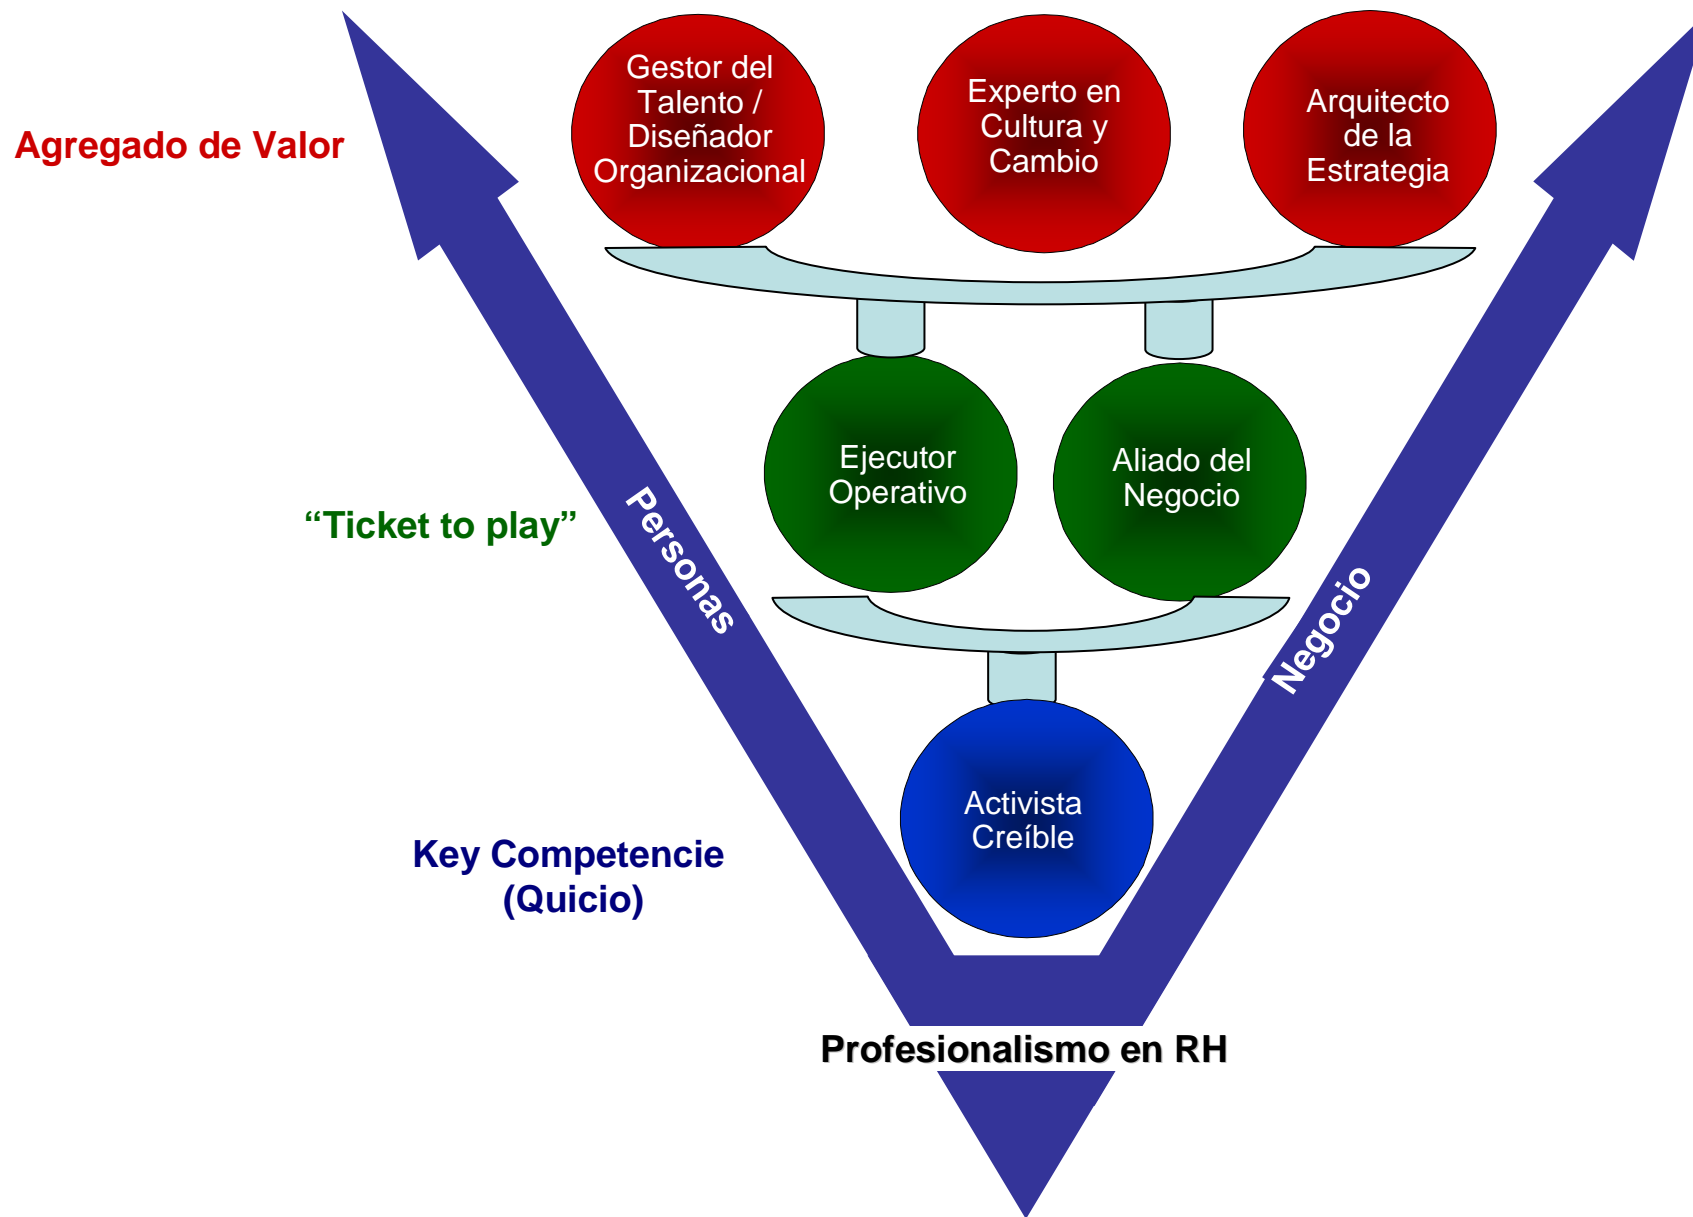 Gestor del
Talento /
Diseñador
Organizacional
Experto en
Cultura y
Cambio
Arquitecto
de la
Estrategia
Agregado de Valor
Ejecutor
Operativo
Aliado del
Negocio
“Ticket to play”
Personas
Negocio
Activista
Creíble
Key Competencie
(Quicio)
Profesionalismo en RH